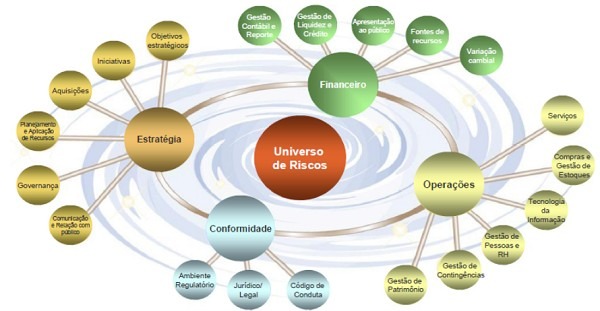 Gestão
Contábil e
Reporte
Gestão de
Liquidez e
Crédito
Apresentação
ao público
Fontes de
recursos
Variação
cambial
Financeiro
Objetivos
estratégicos
Iniciativas
Aquisições
Planejamento
e Aplicação
de Recursos
Governança
Comunicação
e Relação com
público
Estratégia
Universo
de Riscos
Serviços
Compras e
Gestão de
Estoques
Tecnologia
da
Informação
Gestão de
Pessoas e
RH
Gestão de
Contingências
Gestão de
Patrimônio
Operações
Conformidade
Ambiente
Regulatório
Jurídico/
Legal
Código de
Conduta